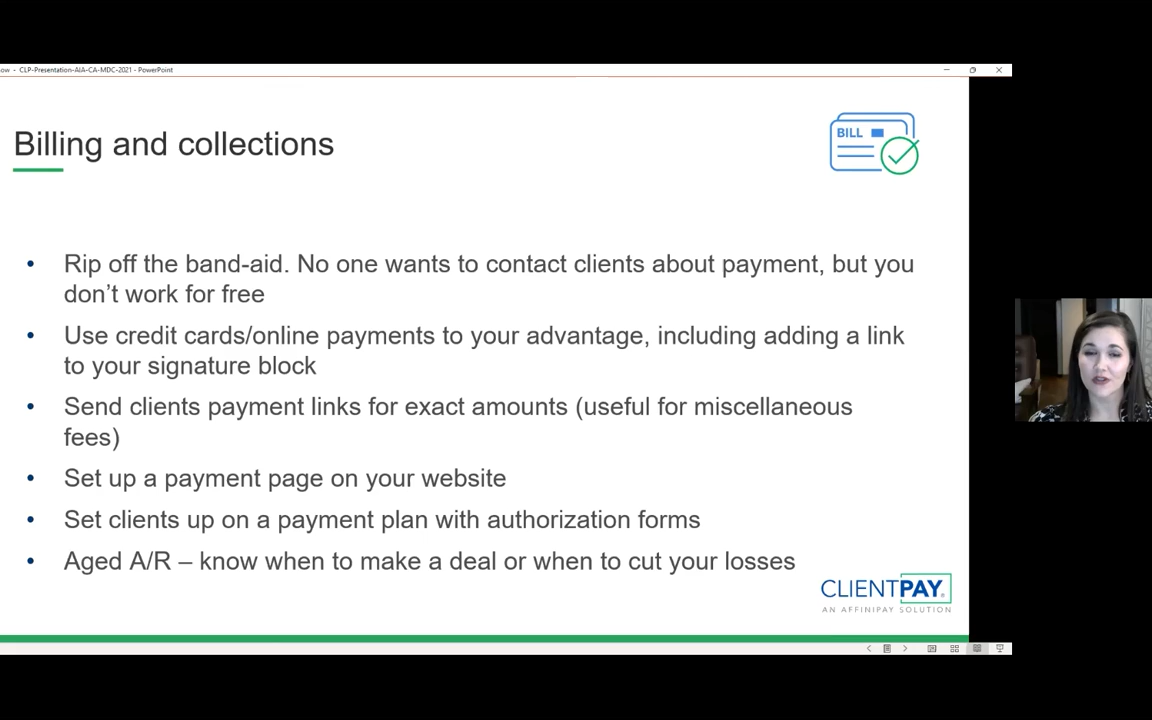 ow - CLP-Presentation-AIA-CA-MDC-2021 - PowerPoint
Billing and collections
BILL
• Rip off the band-aid. No one wants to contact clients about payment, but you
don’t work for free
• Use credit cards/online payments to your advantage, including adding a link
to your signature block
• Send clients payment links for exact amounts (useful for miscellaneous
fees)
• Set up a payment page on your website
• Set clients up on a payment plan with authorization forms
• Aged A/R – know when to make a deal or when to cut your losses
CLIENTPAY®
AN AFFINIPAY SOLUTION